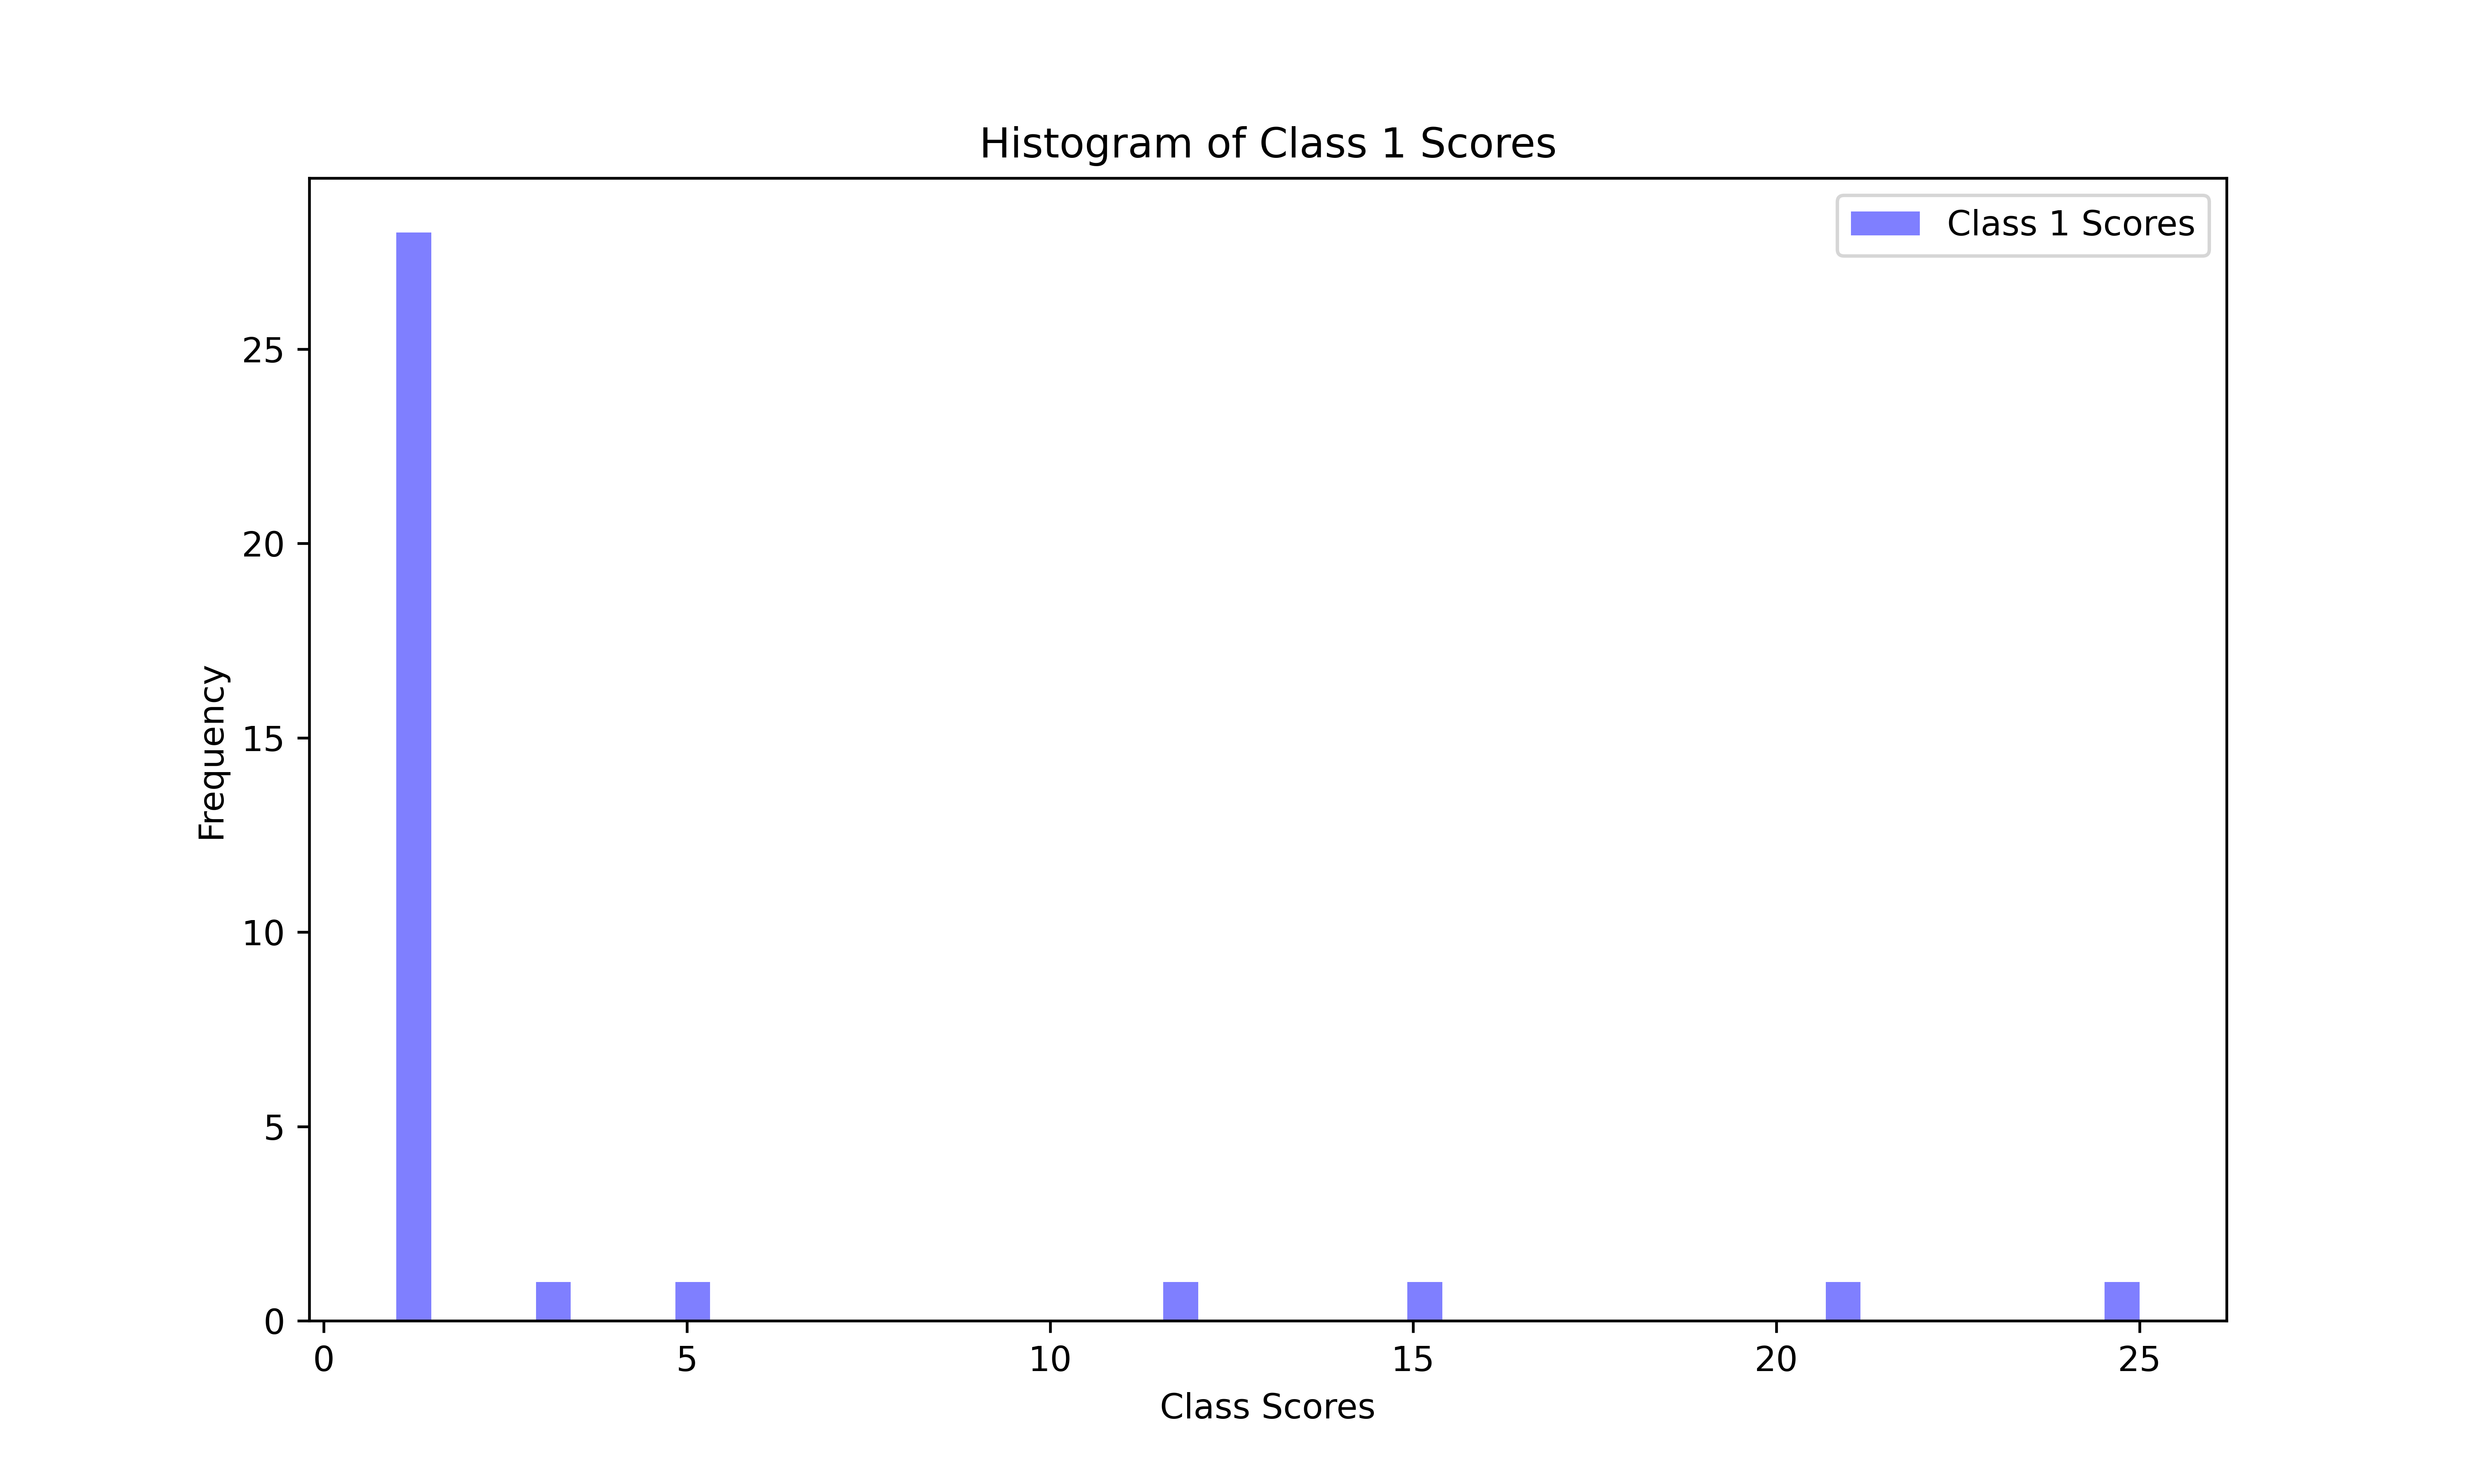 Histogram of Class 1 Scores
Class 1 Scores
25
20
15
10
5
0
Frequency
0 5 10 15 20 25
Class Scores